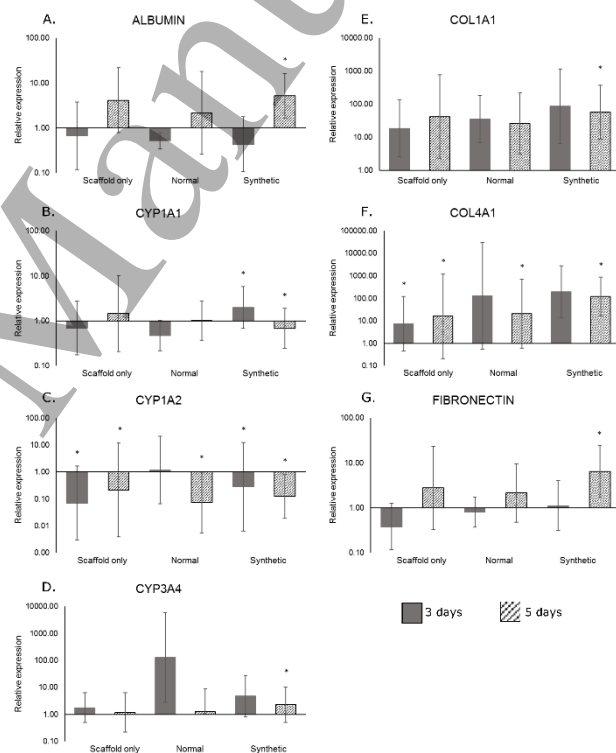 Manu
A. ALBUMIN
Relative expression
100.00
10.00
1.00
0.10
Scaffold only Normal Synthetic
*
B. CYP1A1
Relative expression
100.00
10.00
1.00
0.10
Scaffold only Normal Synthetic
* *
C. CYP1A2
Relative expression
100.00
10.00
1.00
0.10
0.01
0.00
Scaffold only Normal Synthetic
* * * * *
D. CYP3A4
Relative expression
10000.00
1000.00
100.00
10.00
1.00
0.10
Scaffold only Normal Synthetic
*
E. COL1A1
Relative expression
10000.00
1000.00
100.00
10.00
1.00
Scaffold only Normal Synthetic
*
F. COL4A1
Relative expression
100000.00
10000.00
1000.00
100.00
10.00
1.00
0.10
Scaffold only Normal Synthetic
* * * *
G. FIBRONECTIN
Relative expression
100.00
10.00
1.00
0.10
Scaffold only Normal Synthetic
*
3 days 5 days